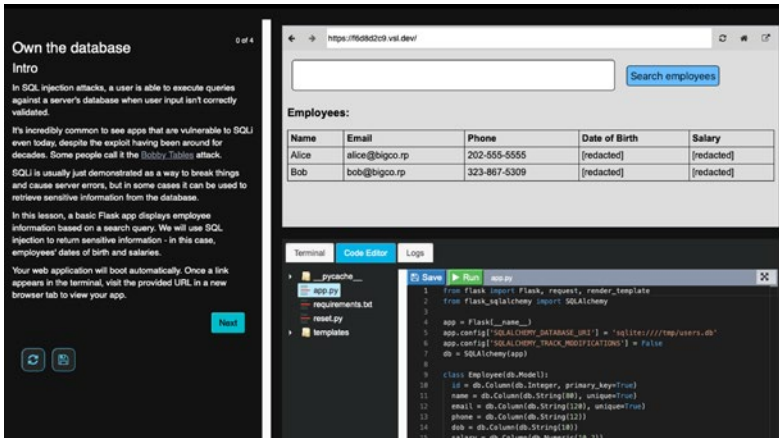 Own the database
0 of 4
Intro
In SQL injection attacks, a user is able to execute queries
against a server's database when user input isn't correctly
validated.
It's incredibly common to see apps that are vulnerable to SQLi
even today, despite the exploit having been around for
decades. Some people call it the Bobby Tables attack.
SQLi is usually just demonstrated as a way to break things
and cause server errors, but in some cases it can be used to
retrieve sensitive information from the database.
In this lesson, a basic Flask app displays employee
information based on a search query. We will use SQL
injection to return sensitive information - in this case,
employees' dates of birth and salaries.
Your web application will boot automatically. Once a link
appears in the terminal, visit the provided URL in a new
browser tab to view your app.
Next
https://f6d8d2c9.vsl.dev/
Search employees
Employees:
Name Email Phone Date of Birth Salary
Alice alice@bigco.rp 202-555-5555 [redacted] [redacted]
Bob bob@bigco.rp 323-867-5309 [redacted] [redacted]
Terminal Code Editor Logs
__pycache__
app.py
requirements.txt
reset.py
templates
Save Run app.py
1 from flask import Flask, request, render_template
2 from flask_sqlalchemy import SQLAlchemy
3
4 app = Flask(__name__)
5 app.config['SQLALCHEMY_DATABASE_URI'] = 'sqlite:////tmp/users.db'
6 app.config['SQLALCHEMY_TRACK_MODIFICATIONS'] = False
7 db = SQLAlchemy(app)
8
9 class Employee(db.Model):
10 id = db.Column(db.Integer, primary_key=True)
11 name = db.Column(db.String(80), unique=True)
12 email = db.Column(db.String(120), unique=True)
13 phone = db.Column(db.String(12))
14 dob = db.Column(db.String(10))